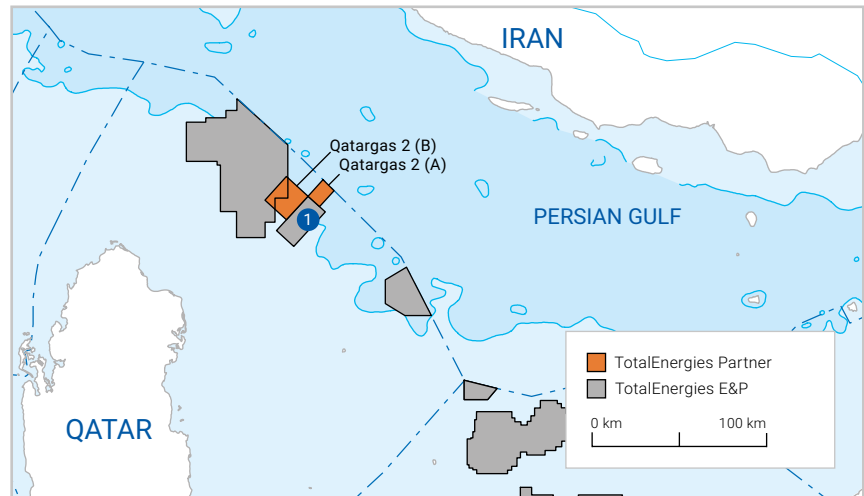 IRAN
Qatargas 2 (B)
Qatargas 2 (A)
1
PERSIAN GULF
TotalEnergies Partner
TotalEnergies E&P
0 km 100 km
QATAR